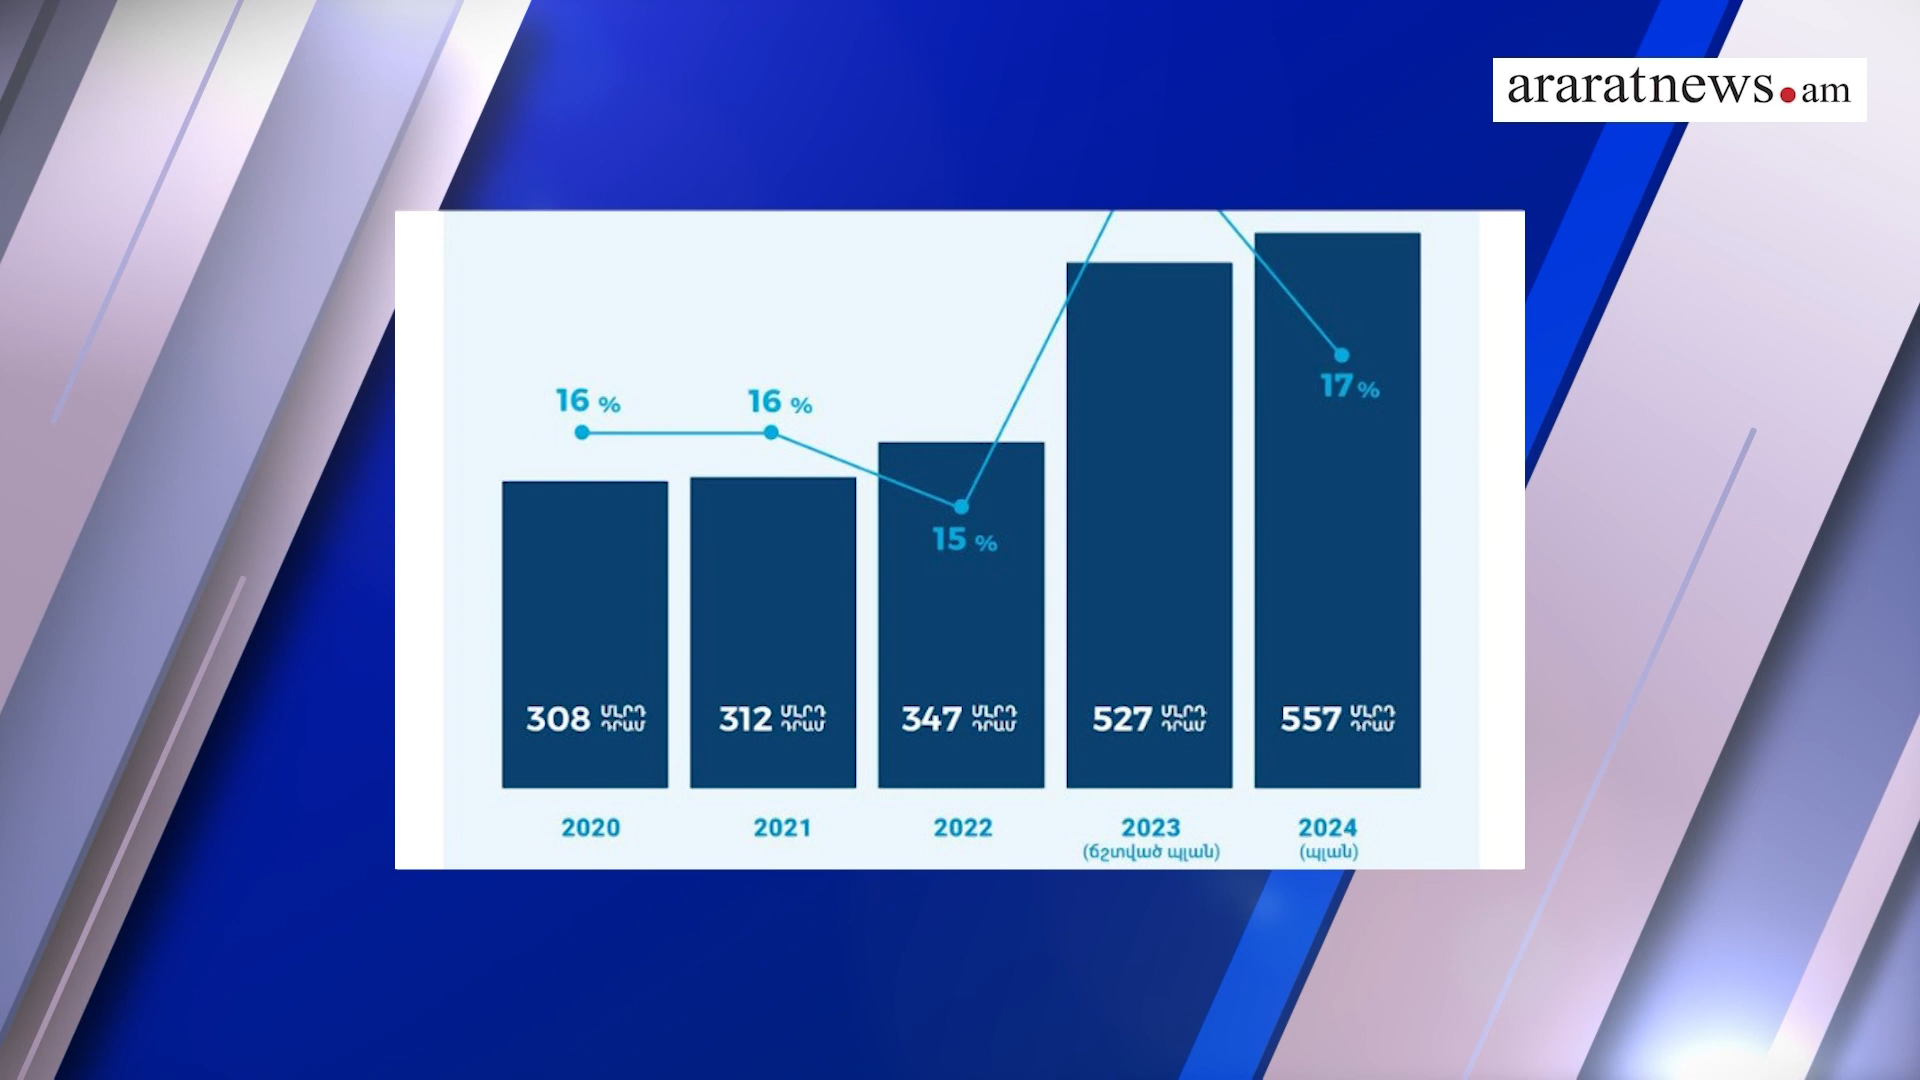 araratnews.am
16 %
16 %
17 %
15 %
308 ՄԼՐԴ ԴՐԱՄ
312 ՄԼՐԴ ԴՐԱՄ
347 ՄԼՐԴ ԴՐԱՄ
527 ՄԼՐԴ ԴՐԱՄ
557 ՄԼՐԴ ԴՐԱՄ
2020
2021
2022
2023
(ճշտված պլան)
2024
(պլան)